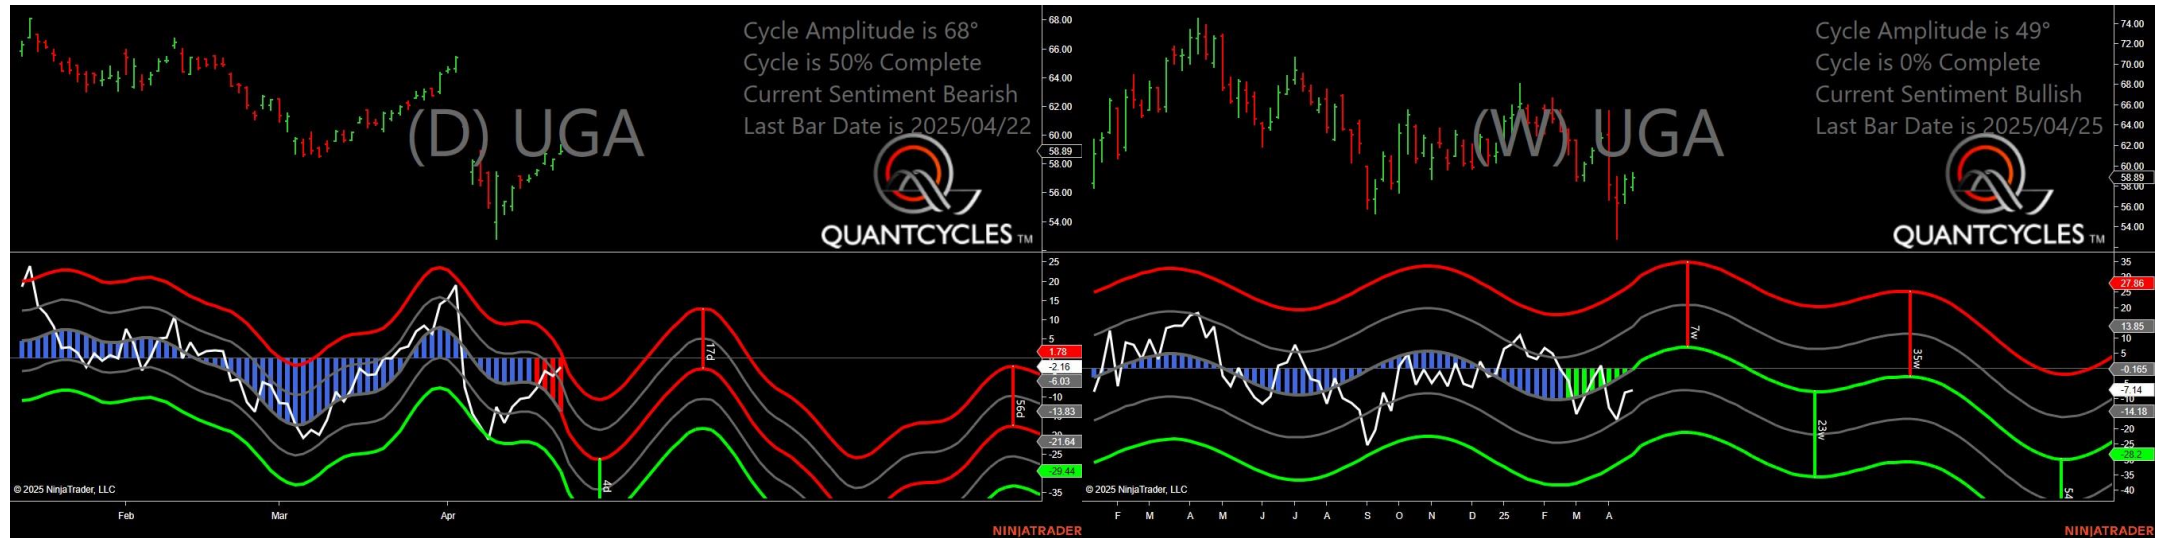 Cycle Amplitude is 68°
Cycle is 50% Complete
Current Sentiment Bearish
Last Bar Date is 2025/04/22
(D) UGA
QUANTCYCLES TM
68.00
66.00
64.00
62.00
60.00
58.89
58.00
56.00
54.00
25
20
15
10
5
1.78
-2.16
-6.03
-10
-13.83
-21.64
-25
-29.44
-35
17d
56d
4d
© 2025 NinjaTrader, LLC
Feb Mar Apr
NINJATRADER
Cycle Amplitude is 49°
Cycle is 0% Complete
Current Sentiment Bullish
Last Bar Date is 2025/04/25
(W) UGA
QUANTCYCLES TM
74.00
72.00
70.00
68.00
66.00
64.00
62.00
60.00
58.89
58.00
56.00
54.00
35
27.86
25
20
13.85
10
5
-0.165
-7.14
-10
-14.18
-20
-25
-28.2
-35
-40
7w
35w
23w
54
© 2025 NinjaTrader, LLC
F M A M J J A S O N D 25 F M A
NINJATRADER